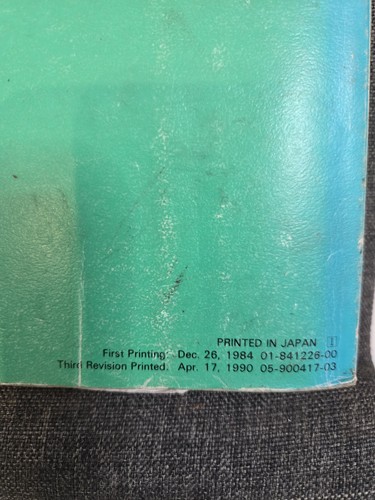 PRINTED IN JAPAN I
First Printing: Dec. 26, 1984 01-841226-00
Third Revision Printed. Apr. 17, 1990 05-900417-03